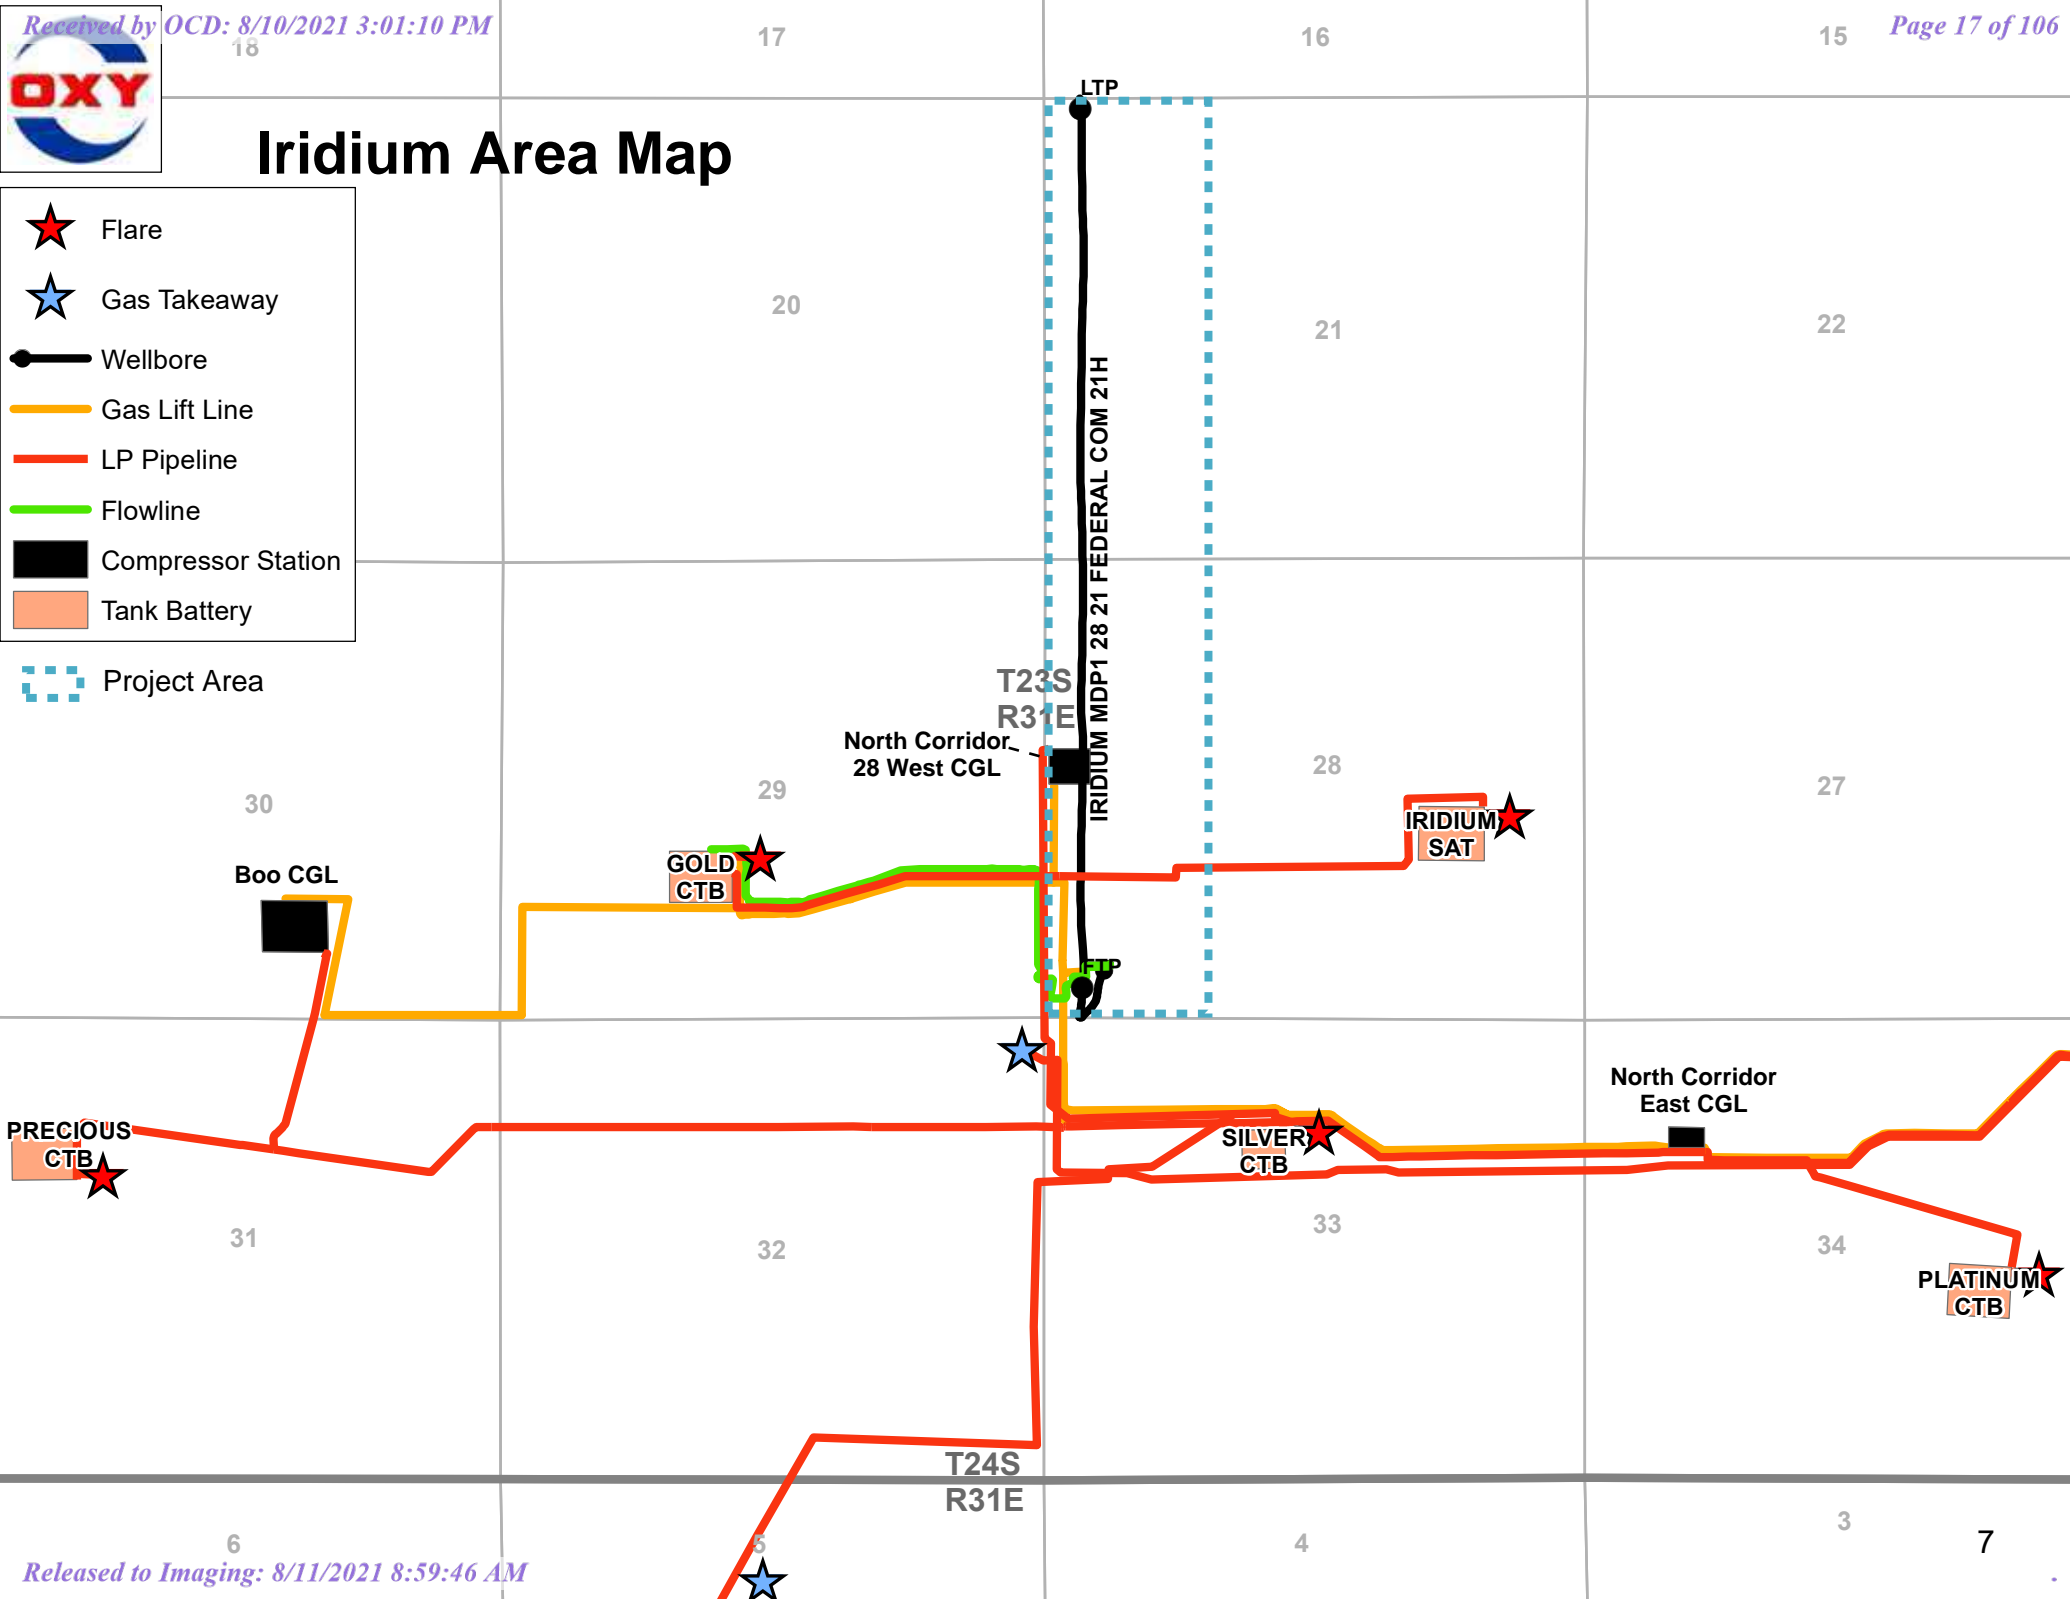 Received by OCD: 8/10/2021 3:01:10 PM
Page 17 of 106
18
17
16
15
OXY
LTP
Iridium Area Map
Flare
Gas Takeaway
Wellbore
Gas Lift Line
LP Pipeline
Flowline
Compressor Station
Tank Battery
Project Area
20
21
22
IRIDIUM MDP1 28 21 FEDERAL COM 21H
T23S
R31E
North Corridor
28 West CGL
30
29
28
27
IRIDIUM
SAT
GOLD
CTB
Boo CGL
FTP
North Corridor
East CGL
PRECIOUS
CTB
SILVER
CTB
31
32
33
34
PLATINUM
CTB
T24S
R31E
6
5
4
3
7
Released to Imaging: 8/11/2021 8:59:46 AM
.